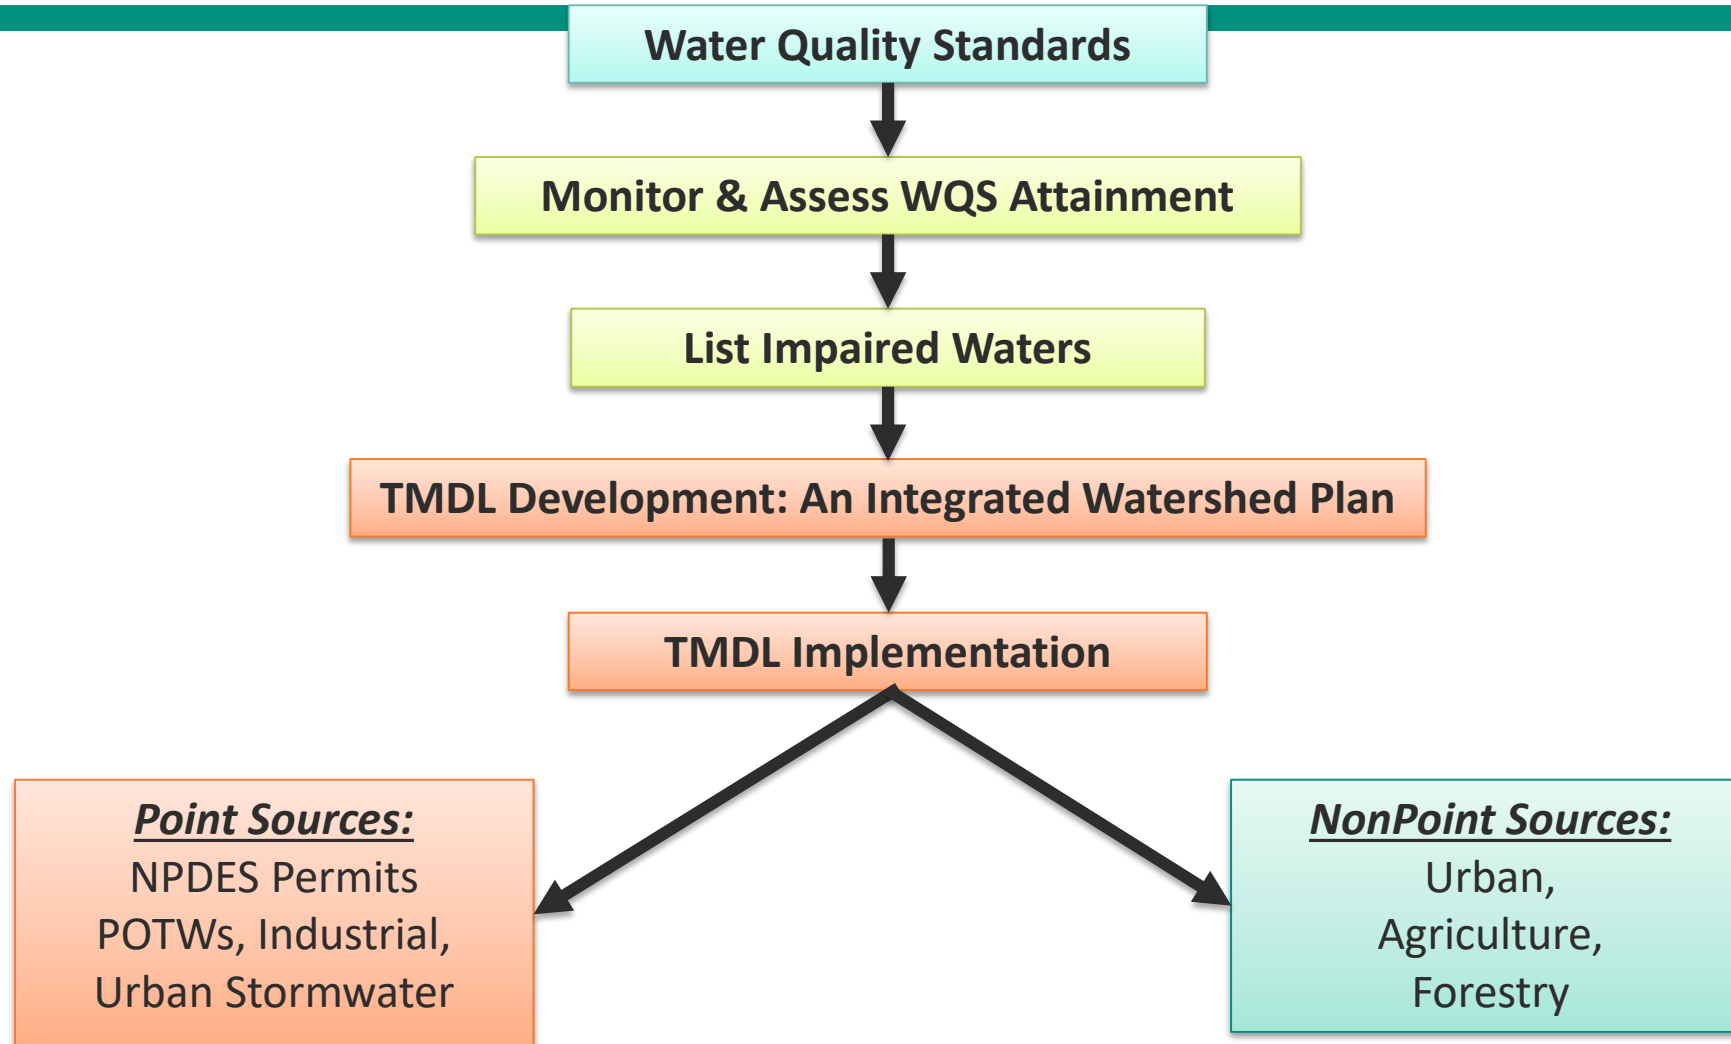 Water Quality Standards
Monitor & Assess WQS Attainment
List Impaired Waters
TMDL Development: An Integrated Watershed Plan
TMDL Implementation
Point Sources:
NPDES Permits
POTWs, Industrial,
Urban Stormwater
NonPoint Sources:
Urban,
Agriculture,
Forestry